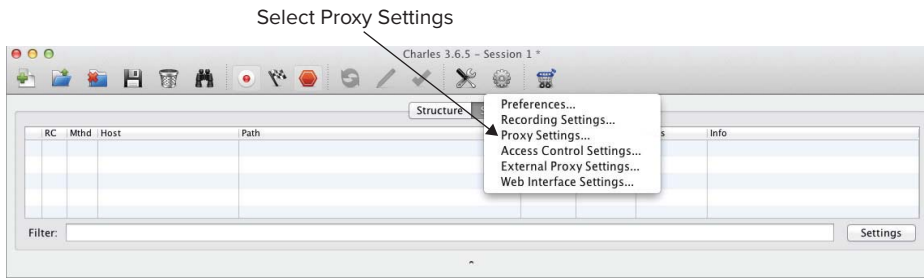 Select Proxy Settings
Charles 3.6.5 – Session 1 *
Structure
Preferences...
Recording Settings...
Proxy Settings...
Access Control Settings...
External Proxy Settings...
Web Interface Settings...
RC Mthd Host Path Info
Filter: Settings